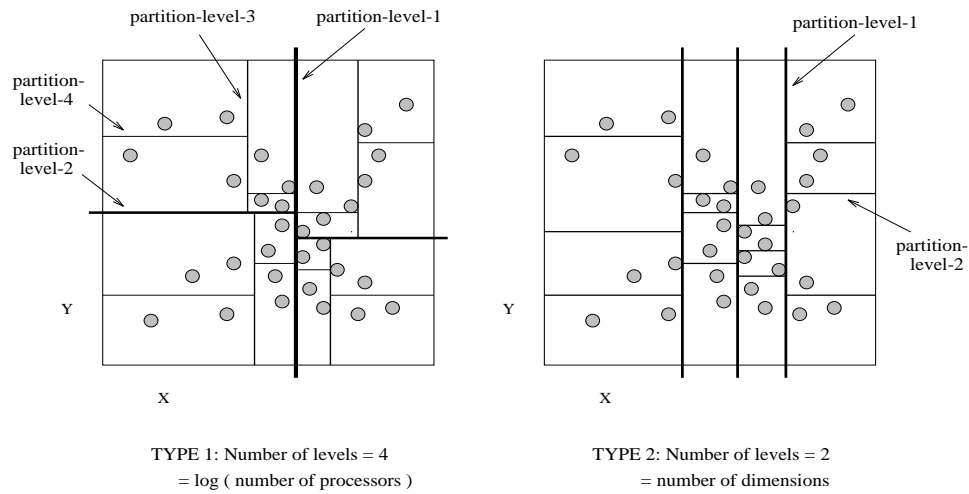 partition-level-3
partition-level-1
partition-
level-4
partition-
level-2
Y
X
TYPE 1: Number of levels = 4
= log ( number of processors )
partition-level-1
partition-
level-2
Y
X
TYPE 2: Number of levels = 2
= number of dimensions